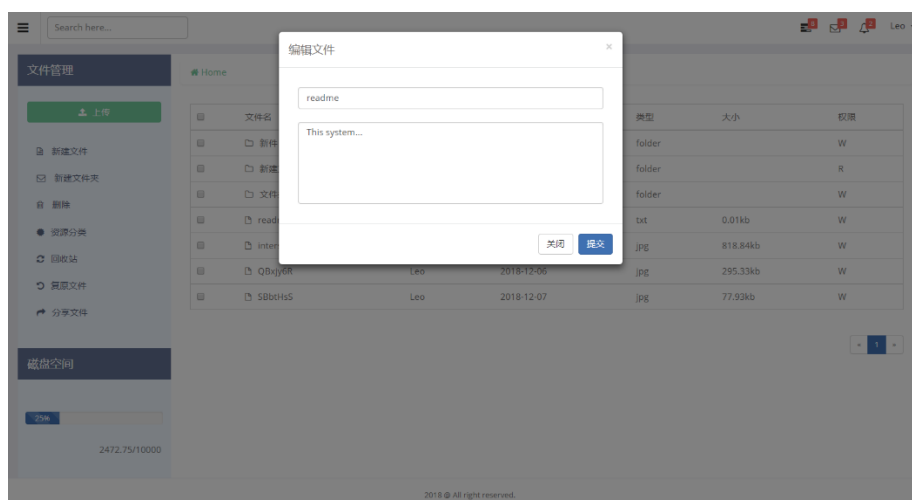 Search here...
3
3
2
Leo
文件管理
上传
新建文件
新建文件夹
删除
资源分类
回收站
复原文件
分享文件
磁盘空间
25%
2472.75/10000
Home
编辑文件
×
readme
This system...
关闭
提交
文件名 类型 大小 权限
新件 folder W
新建 folder R
文件 folder W
txt 0.01kb W
jpg 818.84kb W
QBxjy6R Leo 2018-12-06 jpg 295.33kb W
SBbtHsS Leo 2018-12-07 jpg 77.93kb W
« 1 »
2018 @ All right reserved.